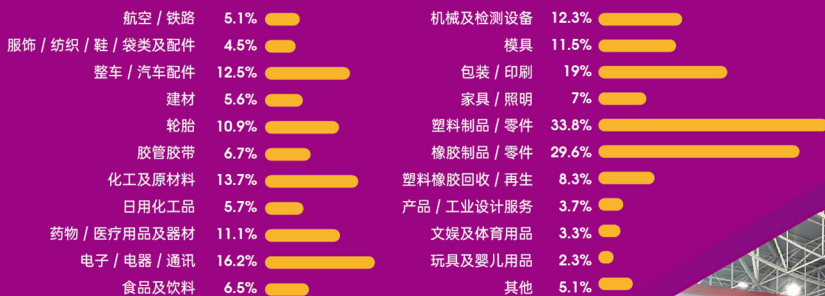 航空 / 铁路 5.1%
服饰 / 纺织 / 鞋 / 袋类及配件 4.5%
整车 / 汽车配件 12.5%
建材 5.6%
轮胎 10.9%
胶管胶带 6.7%
化工及原材料 13.7%
日用化工品 5.7%
药物 / 医疗用品及器材 11.1%
电子 / 电器 / 通讯 16.2%
食品及饮料 6.5%
机械及检测设备 12.3%
模具 11.5%
包装 / 印刷 19%
家具 / 照明 7%
塑料制品 / 零件 33.8%
橡胶制品 / 零件 29.6%
塑料橡胶回收 / 再生 8.3%
产品 / 工业设计服务 3.7%
文娱及体育用品 3.3%
玩具及婴儿用品 2.3%
其他 5.1%